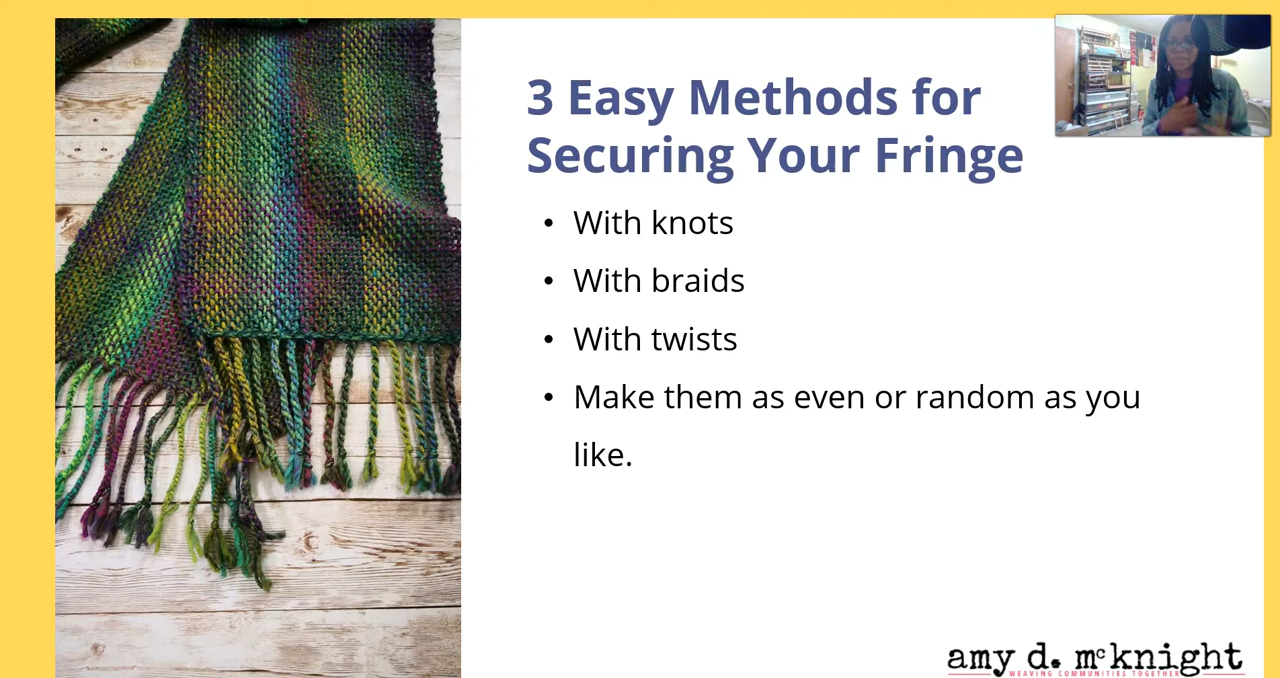 3 Easy Methods for
Securing Your Fringe
• With knots
• With braids
• With twists
• Make them as even or random as you
like.
amy d. mcknight
WEAVING COMMUNITIES TOGETHER